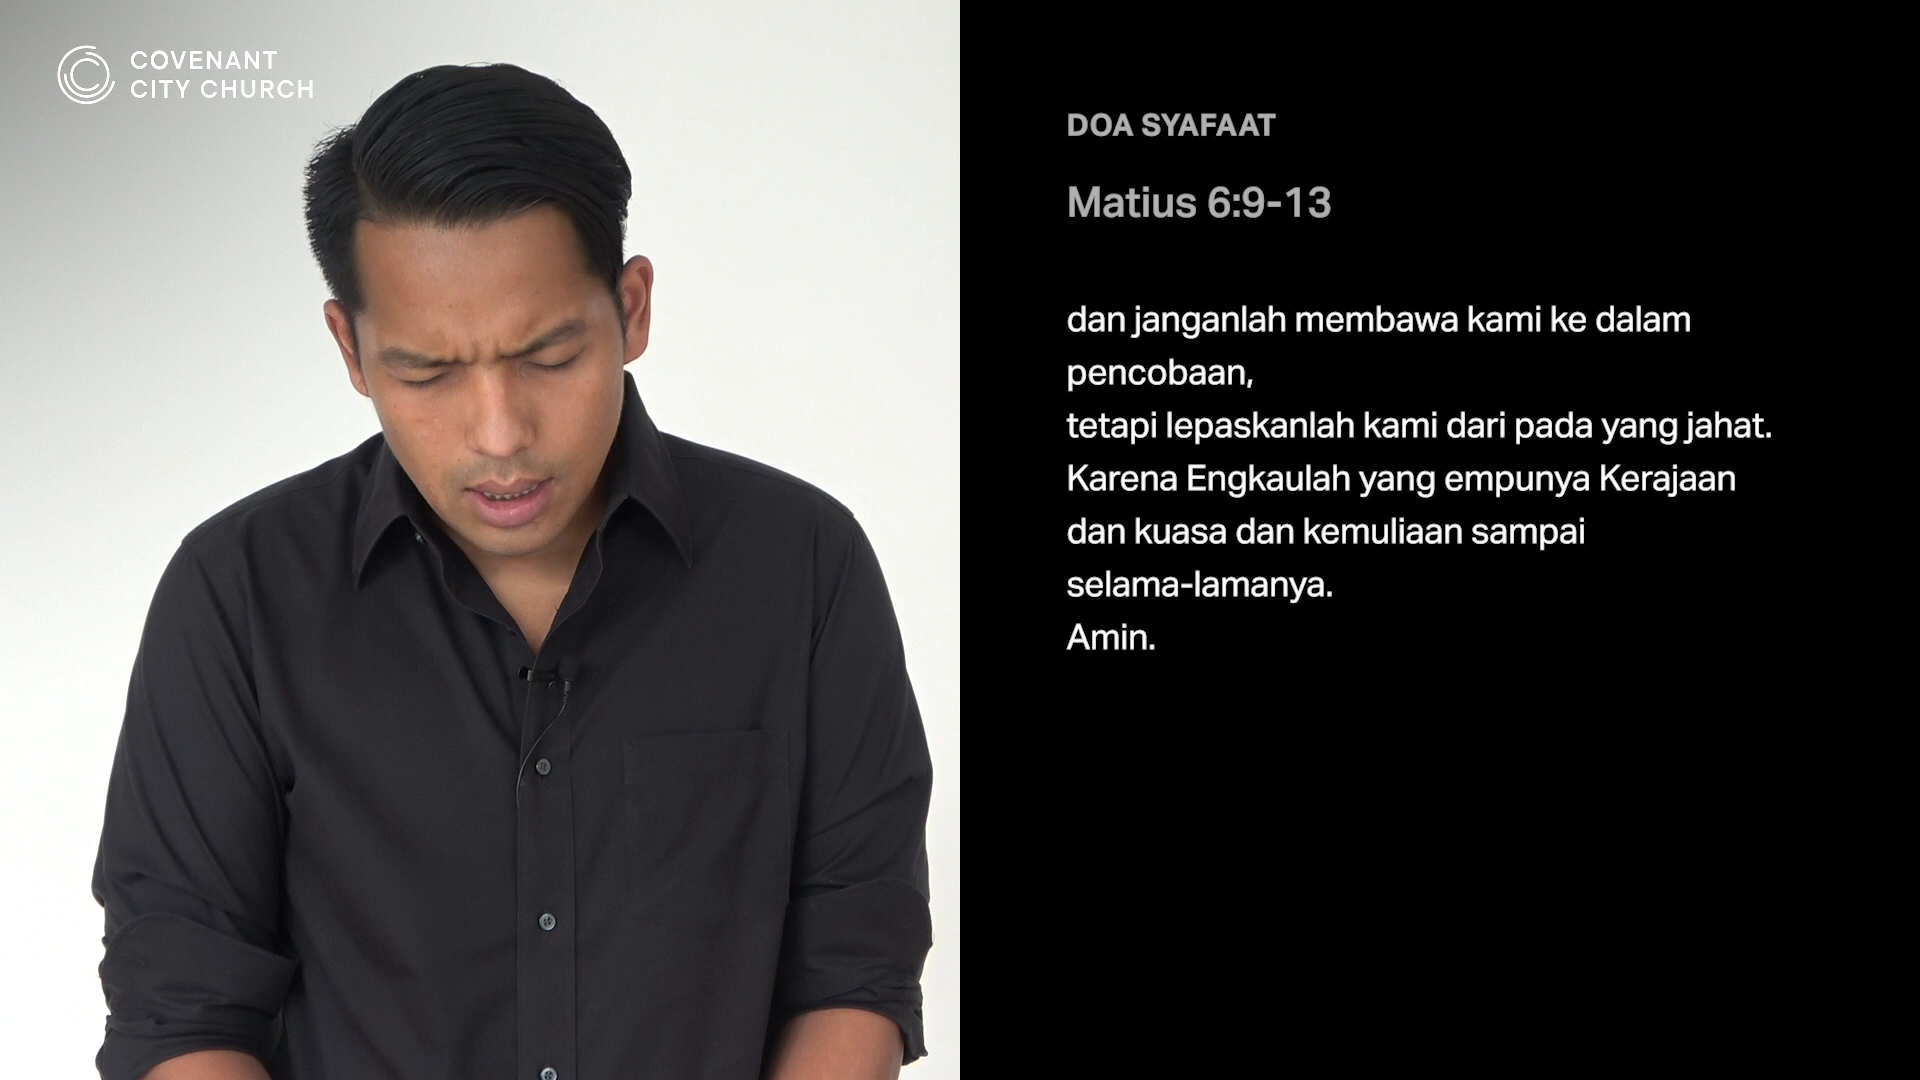 COVENANT
CITY CHURCH
DOA SYAFAAT
Matius 6:9-13
dan janganlah membawa kami ke dalam
pencobaan,
tetapi lepaskanlah kami dari pada yang jahat.
Karena Engkaulah yang empunya Kerajaan
dan kuasa dan kemuliaan sampai
selama-lamanya.
Amin.